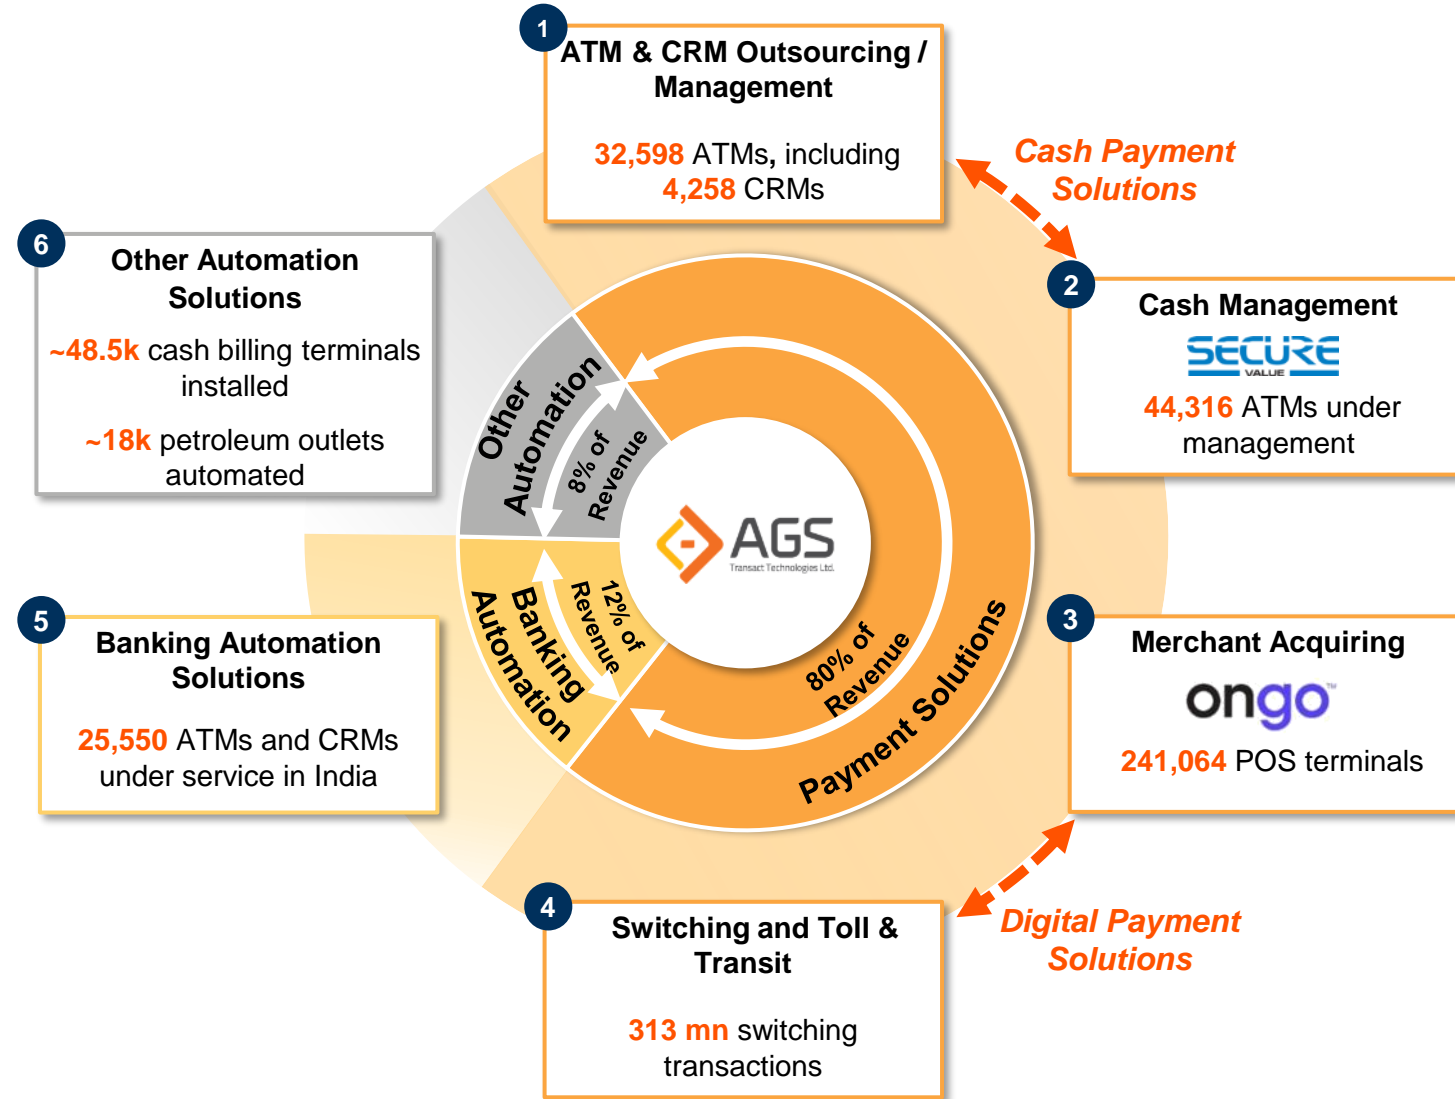 1
ATM & CRM Outsourcing /
Management
32,598 ATMs, including
4,258 CRMs
Cash Payment
Solutions
2
Cash Management
SECURE
VALUE
44,316 ATMs under
management
3
Merchant Acquiring
ongo™
241,064 POS terminals
Digital Payment
Solutions
4
Switching and Toll &
Transit
313 mn switching
transactions
5
Banking Automation
Solutions
25,550 ATMs and CRMs
under service in India
6
Other Automation
Solutions
~48.5k cash billing terminals
installed
~18k petroleum outlets
automated
Other
Automation
8% of
Revenue
Banking
Automation
12% of
Revenue
80% of
Revenue
Payment Solutions
AGS
Transact Technologies Ltd.